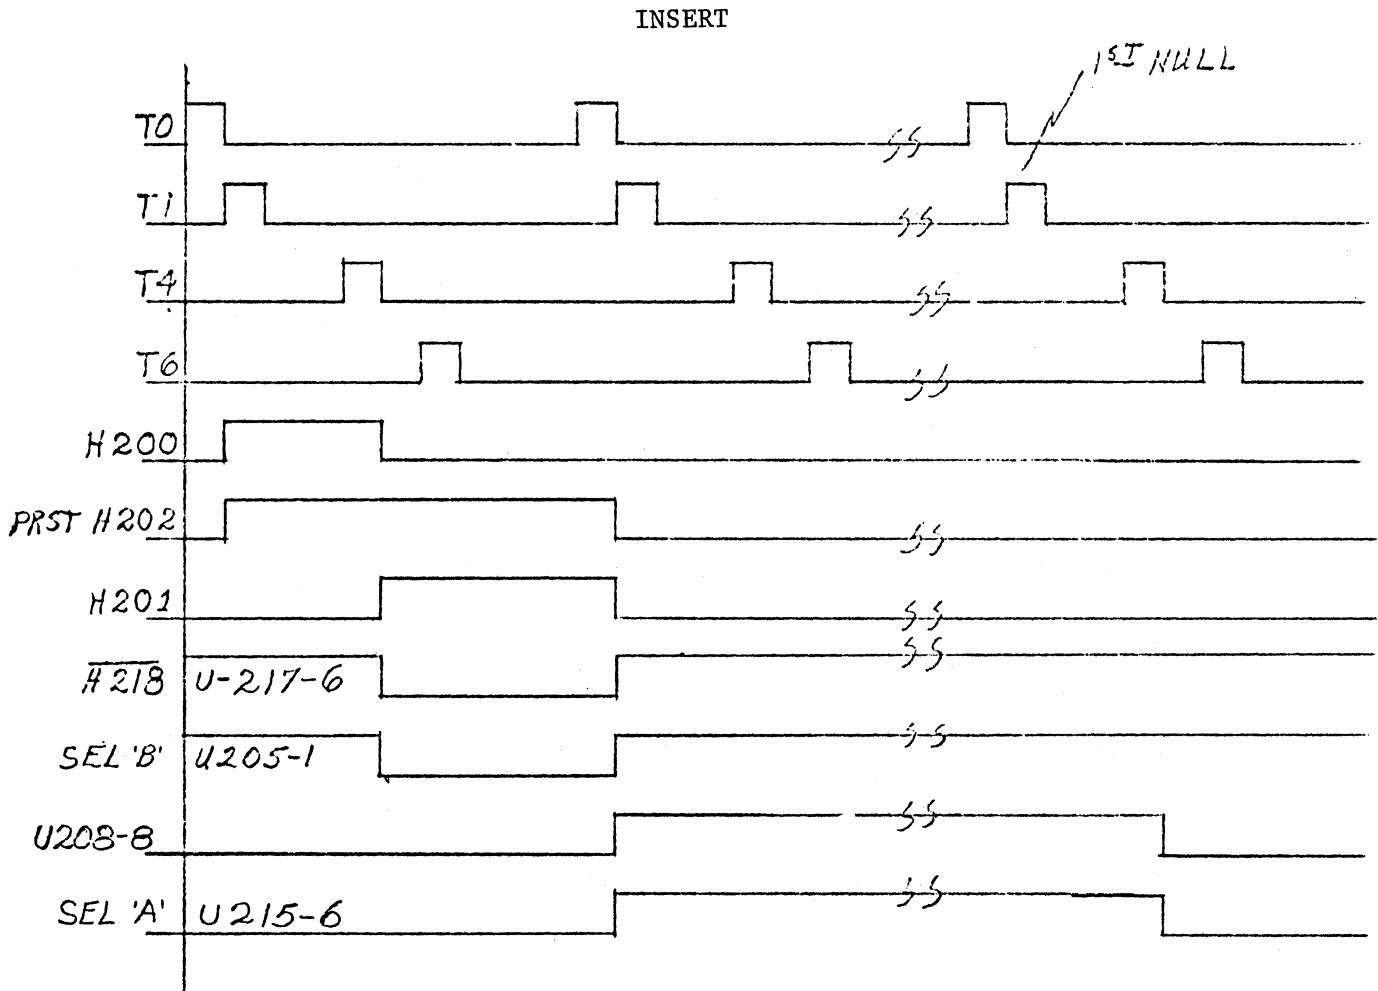 INSERT
1ST NULL
T0
T1
T4
T6
H200
PRST H202
H201
H218 U-217-6
SEL 'B' U205-1
U208-8
SEL 'A' U215-6